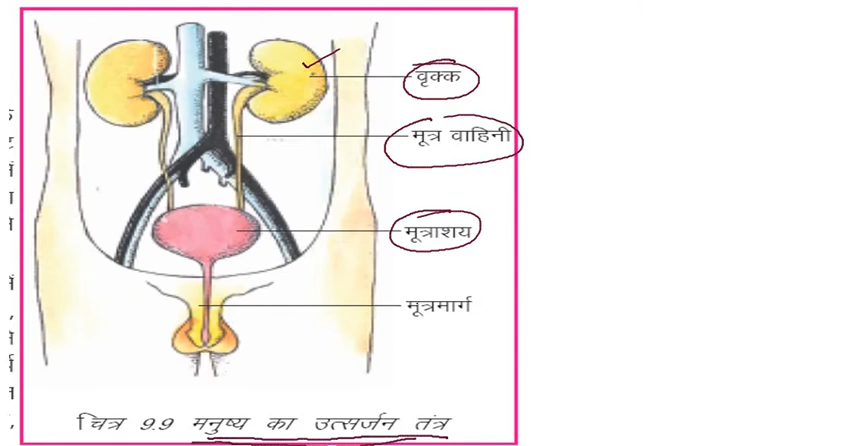 वृक्क
मूत्र वाहिनी
मूत्राशय
मूत्रमार्ग
चित्र 9.9 मनुष्य का उत्सर्जन तंत्र